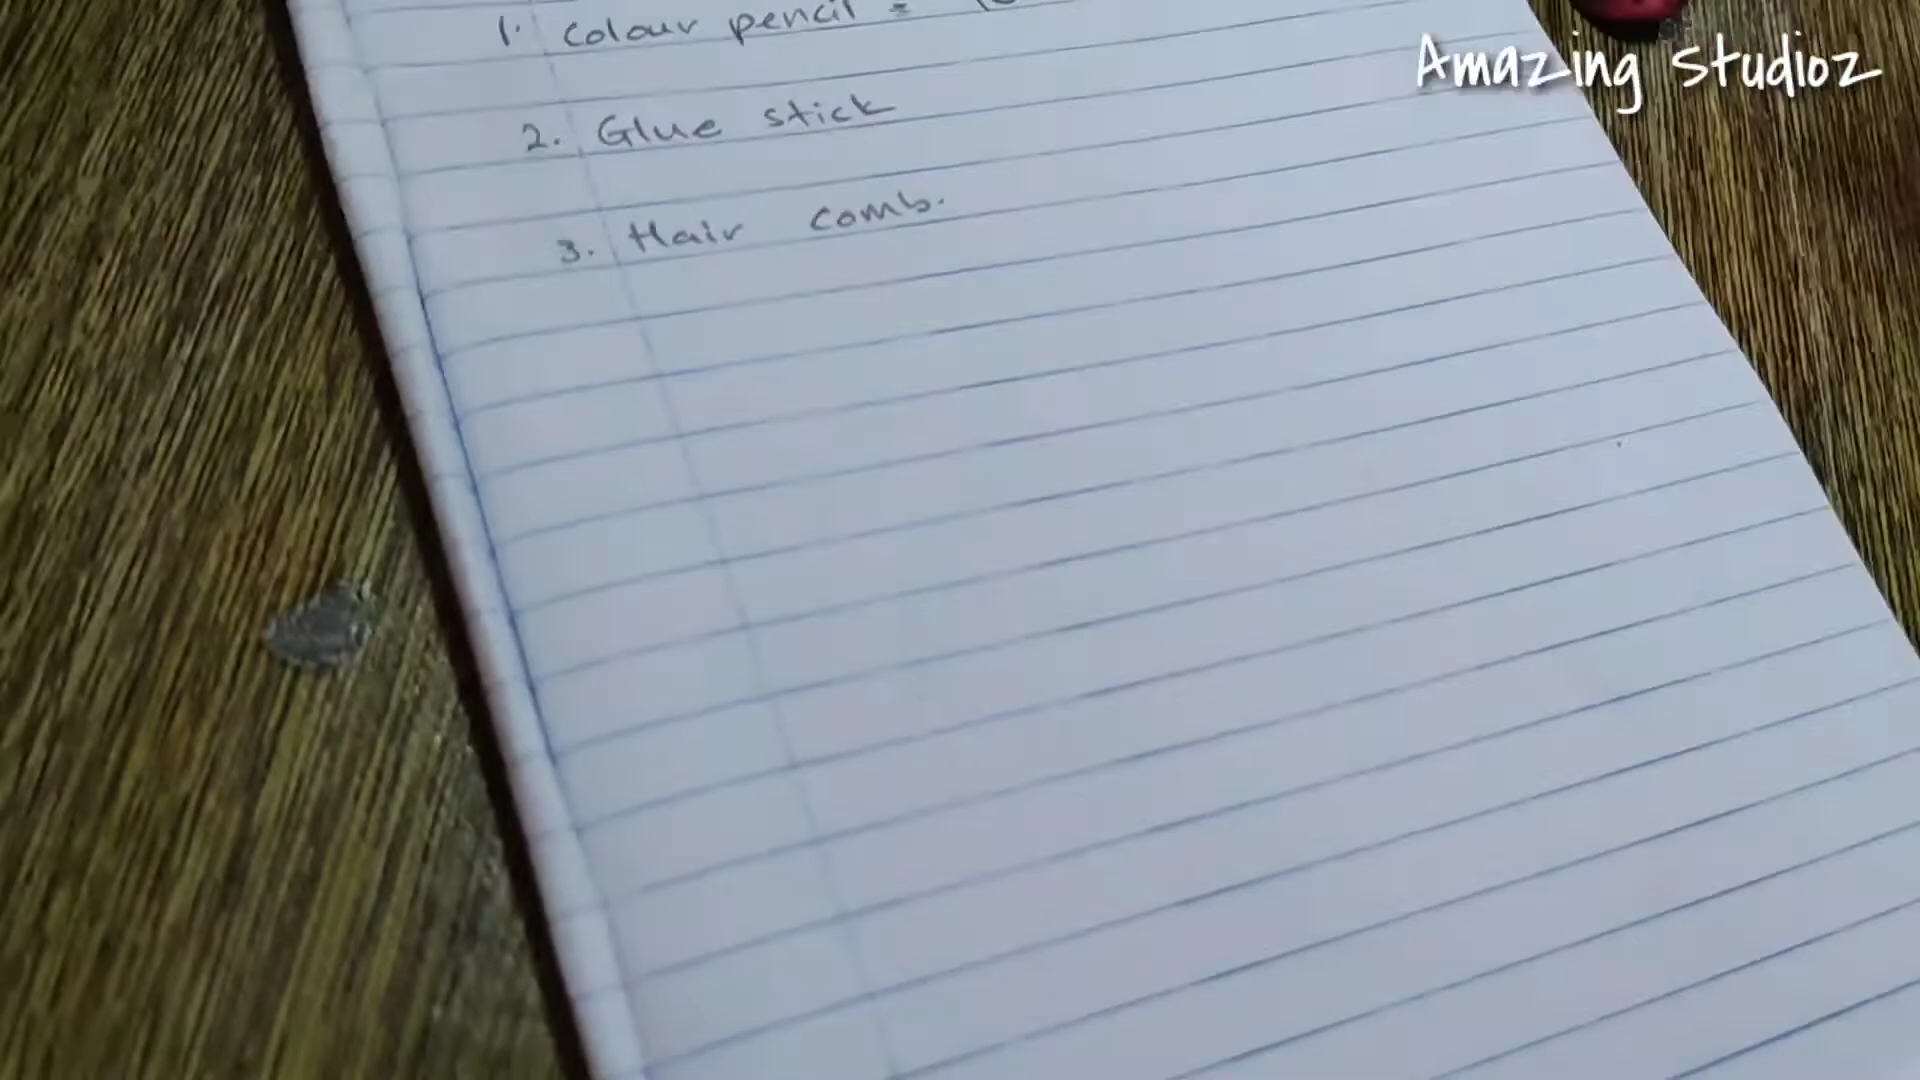 Amazing Studioz
1. Colour pencil =
2. Glue stick
3. Hair comb.